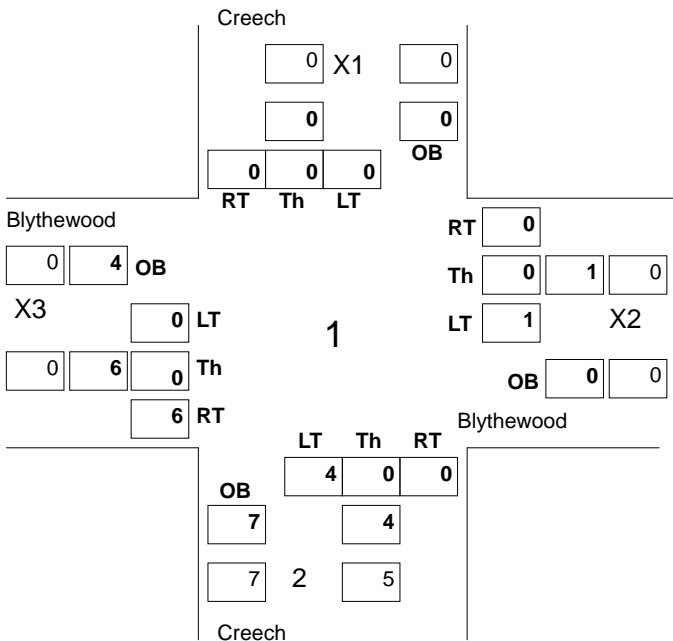 Creech
0 X1 0
0 0
OB
0 0 0
RT Th LT
Blythewood
RT 0
0 4 OB
Th 0 1 0
X3
0 LT
1
LT 1 X2
0 6 0 Th
OB 0 0
6 RT
Blythewood
LT Th RT
4 0 0
OB
7 4
7 2 5
Creech